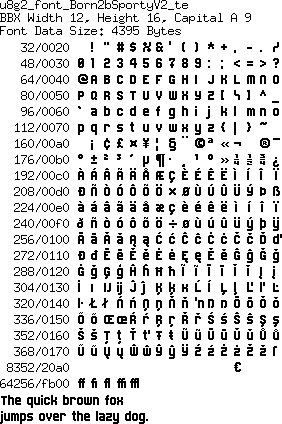 u8g2_font_Born2bSportyV2_te
BBX Width 12, Height 16, Capital A 9
Font Data Size: 4395 Bytes
32/0020 ! " # $ % & ' ( ) * + , - . /
48/0030 0 1 2 3 4 5 6 7 8 9 : ; < = > ?
64/0040 @ A B C D E F G H I J K L M N O
80/0050 P Q R S T U V W X Y Z [ \ ] ^ _
96/0060 ` a b c d e f g h i j k l m n o
112/0070 p q r s t u v w x y z { | } ~
160/00a0 ¡ ¢ £ ¤ ¥ ¦ § ¨ © ª « ¬ ® ¯
176/00b0 ° ± ² ³ ´ µ ¶ · ¸ ¹ º » ¼ ½ ¾ ¿
192/00c0 À Á Â Ã Ä Å Æ Ç È É Ê Ë Ì Í Î Ï
208/00d0 Ð Ñ Ò Ó Ô Õ Ö × Ø Ù Ú Û Ü Ý Þ ß
224/00e0 à á â ã ä å æ ç è é ê ë ì í î ï
240/00f0 ð ñ ò ó ô õ ö ÷ ø ù ú û ü ý þ ÿ
256/0100 Ā ā Ă ă Ą ą Ć ć Ĉ ĉ Ċ ċ Č č Ď ď
272/0110 Đ đ Ē ē Ĕ ĕ Ė ė Ę ę Ě ě Ĝ ĝ Ğ ğ
288/0120 Ġ ġ Ģ ģ Ĥ ĥ Ħ ħ Ĩ ĩ Ī ī Ĭ ĭ Į į
304/0130 İ ı Ĳ ĳ Ĵ ĵ Ķ ķ ĸ Ĺ ĺ Ļ ļ Ľ ľ Ŀ
320/0140 ŀ Ł ł Ń ń Ņ ņ Ň ň ŉ Ŋ ŋ Ō ō Ŏ ŏ
336/0150 Ő ő Œ œ Ŕ ŕ Ŗ ŗ Ř ř Ś ś Ŝ ŝ Ş ş
352/0160 Š š Ţ ţ Ť ť Ŧ ŧ Ũ ũ Ū ū Ŭ ŭ Ů ů
368/0170 Ű ű Ų ų Ŵ ŵ Ŷ ŷ Ÿ Ź ź Ż ż Ž ž ſ
8352/20a0 €
64256/fb00 ﬀ ﬁ ﬂ ﬃ ﬄ
The quick brown fox
jumps over the lazy dog.